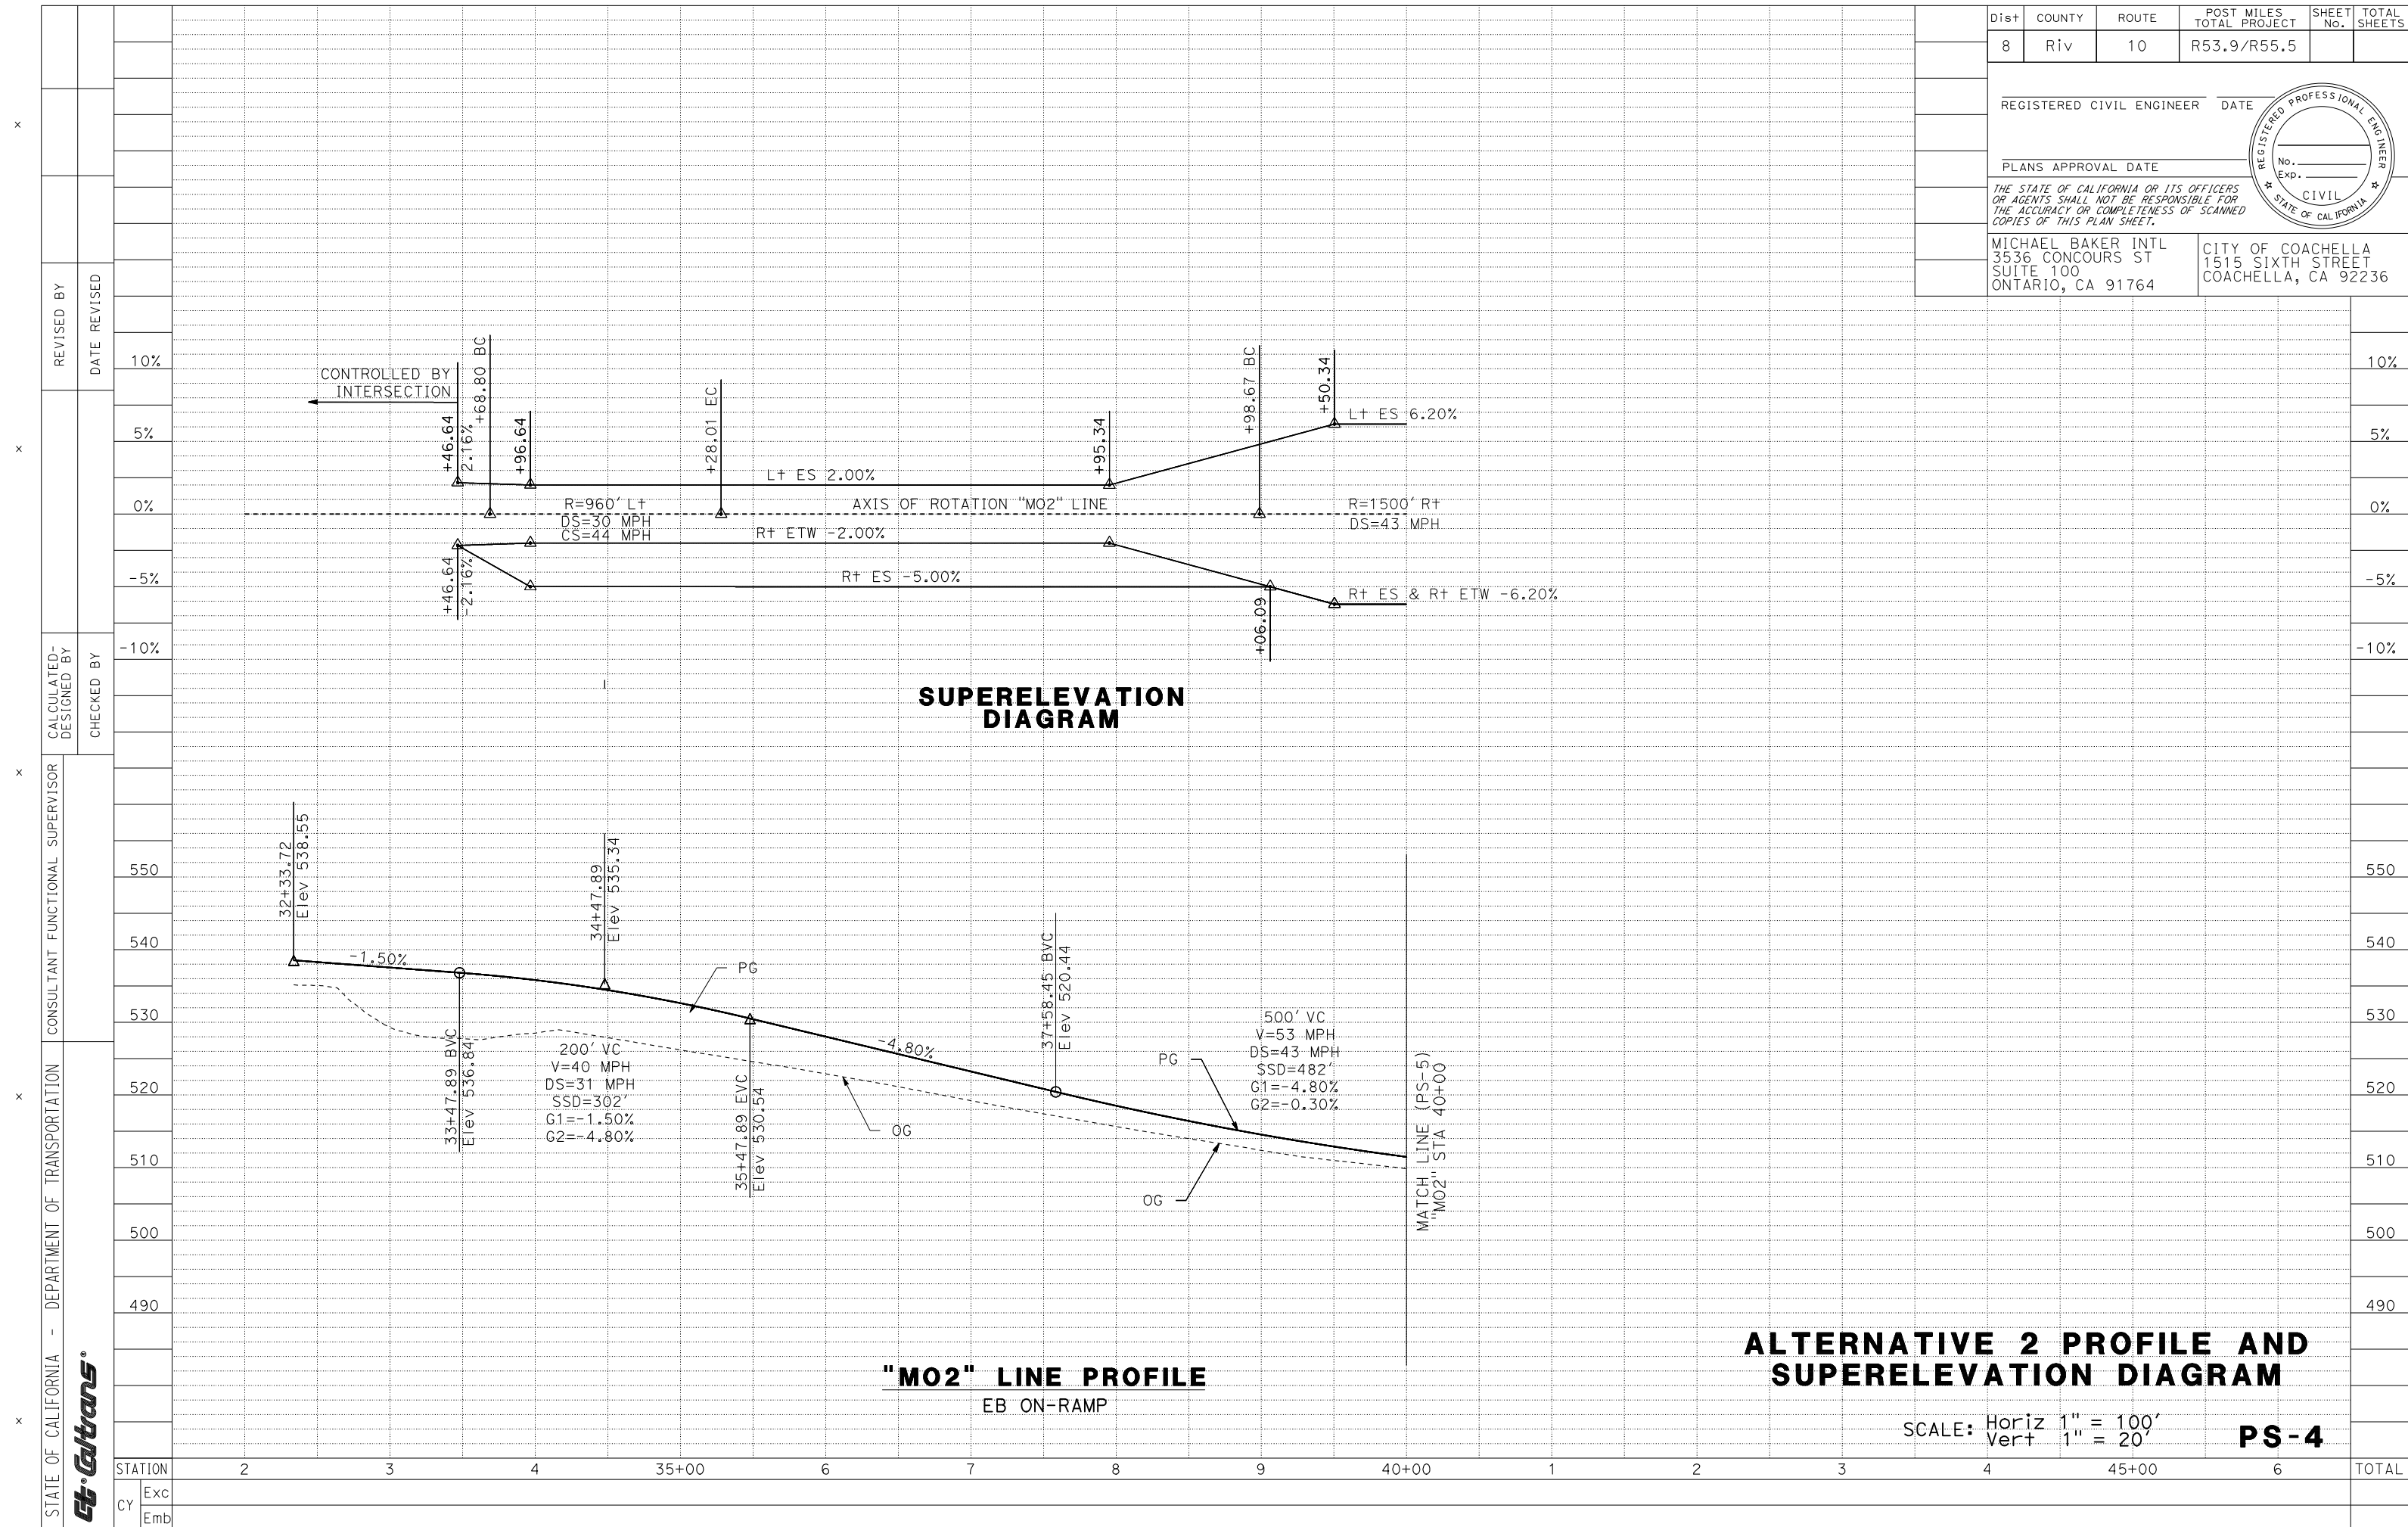 Dist COUNTY ROUTE POST MILES TOTAL PROJECT SHEET No. TOTAL SHEETS
8 Riv 10 R53.9/R55.5
REGISTERED CIVIL ENGINEER DATE
PLANS APPROVAL DATE
REGISTERED PROFESSIONAL ENGINEER
No.
Exp.
CIVIL
STATE OF CALIFORNIA
THE STATE OF CALIFORNIA OR ITS OFFICERS
OR AGENTS SHALL NOT BE RESPONSIBLE FOR
THE ACCURACY OR COMPLETENESS OF SCANNED
COPIES OF THIS PLAN SHEET.
MICHAEL BAKER INTL
3536 CONCOURS ST
SUITE 100
ONTARIO, CA 91764
CITY OF COACHELLA
1515 SIXTH STREET
COACHELLA, CA 92236
x
x
x
x
x
REVISED BY
DATE REVISED
CALCULATED-
DESIGNED BY
CHECKED BY
CONSULTANT FUNCTIONAL SUPERVISOR
STATE OF CALIFORNIA - DEPARTMENT OF TRANSPORTATION
Caltrans
10%
5%
0%
-5%
-10%
10%
5%
0%
-5%
-10%
CONTROLLED BY
INTERSECTION
+46.64
2.16%
+68.80 BC
+96.64
+28.01 EC
+95.34
+98.67 BC
+50.34
Lt ES 6.20%
Lt ES 2.00%
R=960' Lt
DS=30 MPH
CS=44 MPH
AXIS OF ROTATION "MO2" LINE
R=1500' Rt
DS=43 MPH
Rt ETW -2.00%
Rt ES -5.00%
+46.64
-2.16%
+06.09
Rt ES & Rt ETW -6.20%
SUPERELEVATION
DIAGRAM
550
540
530
520
510
500
490
550
540
530
520
510
500
490
32+33.72
Elev 538.55
-1.50%
33+47.89 BVC
Elev 536.84
34+47.89
Elev 535.34
PG
200' VC
V=40 MPH
DS=31 MPH
SSD=302'
G1=-1.50%
G2=-4.80%
35+47.89 EVC
Elev 530.54
-4.80%
OG
37+58.45 BVC
Elev 520.44
PG
500' VC
V=53 MPH
DS=43 MPH
SSD=482'
G1=-4.80%
G2=-0.30%
OG
MATCH LINE (PS-5)
"MO2" STA 40+00
"MO2" LINE PROFILE
EB ON-RAMP
ALTERNATIVE 2 PROFILE AND
SUPERELEVATION DIAGRAM
SCALE: Horiz 1" = 100'
Vert 1" = 20'
PS-4
STATION 2 3 4 35+00 6 7 8 9 40+00 1 2 3 4 45+00 6 TOTAL
CY
Exc
Emb